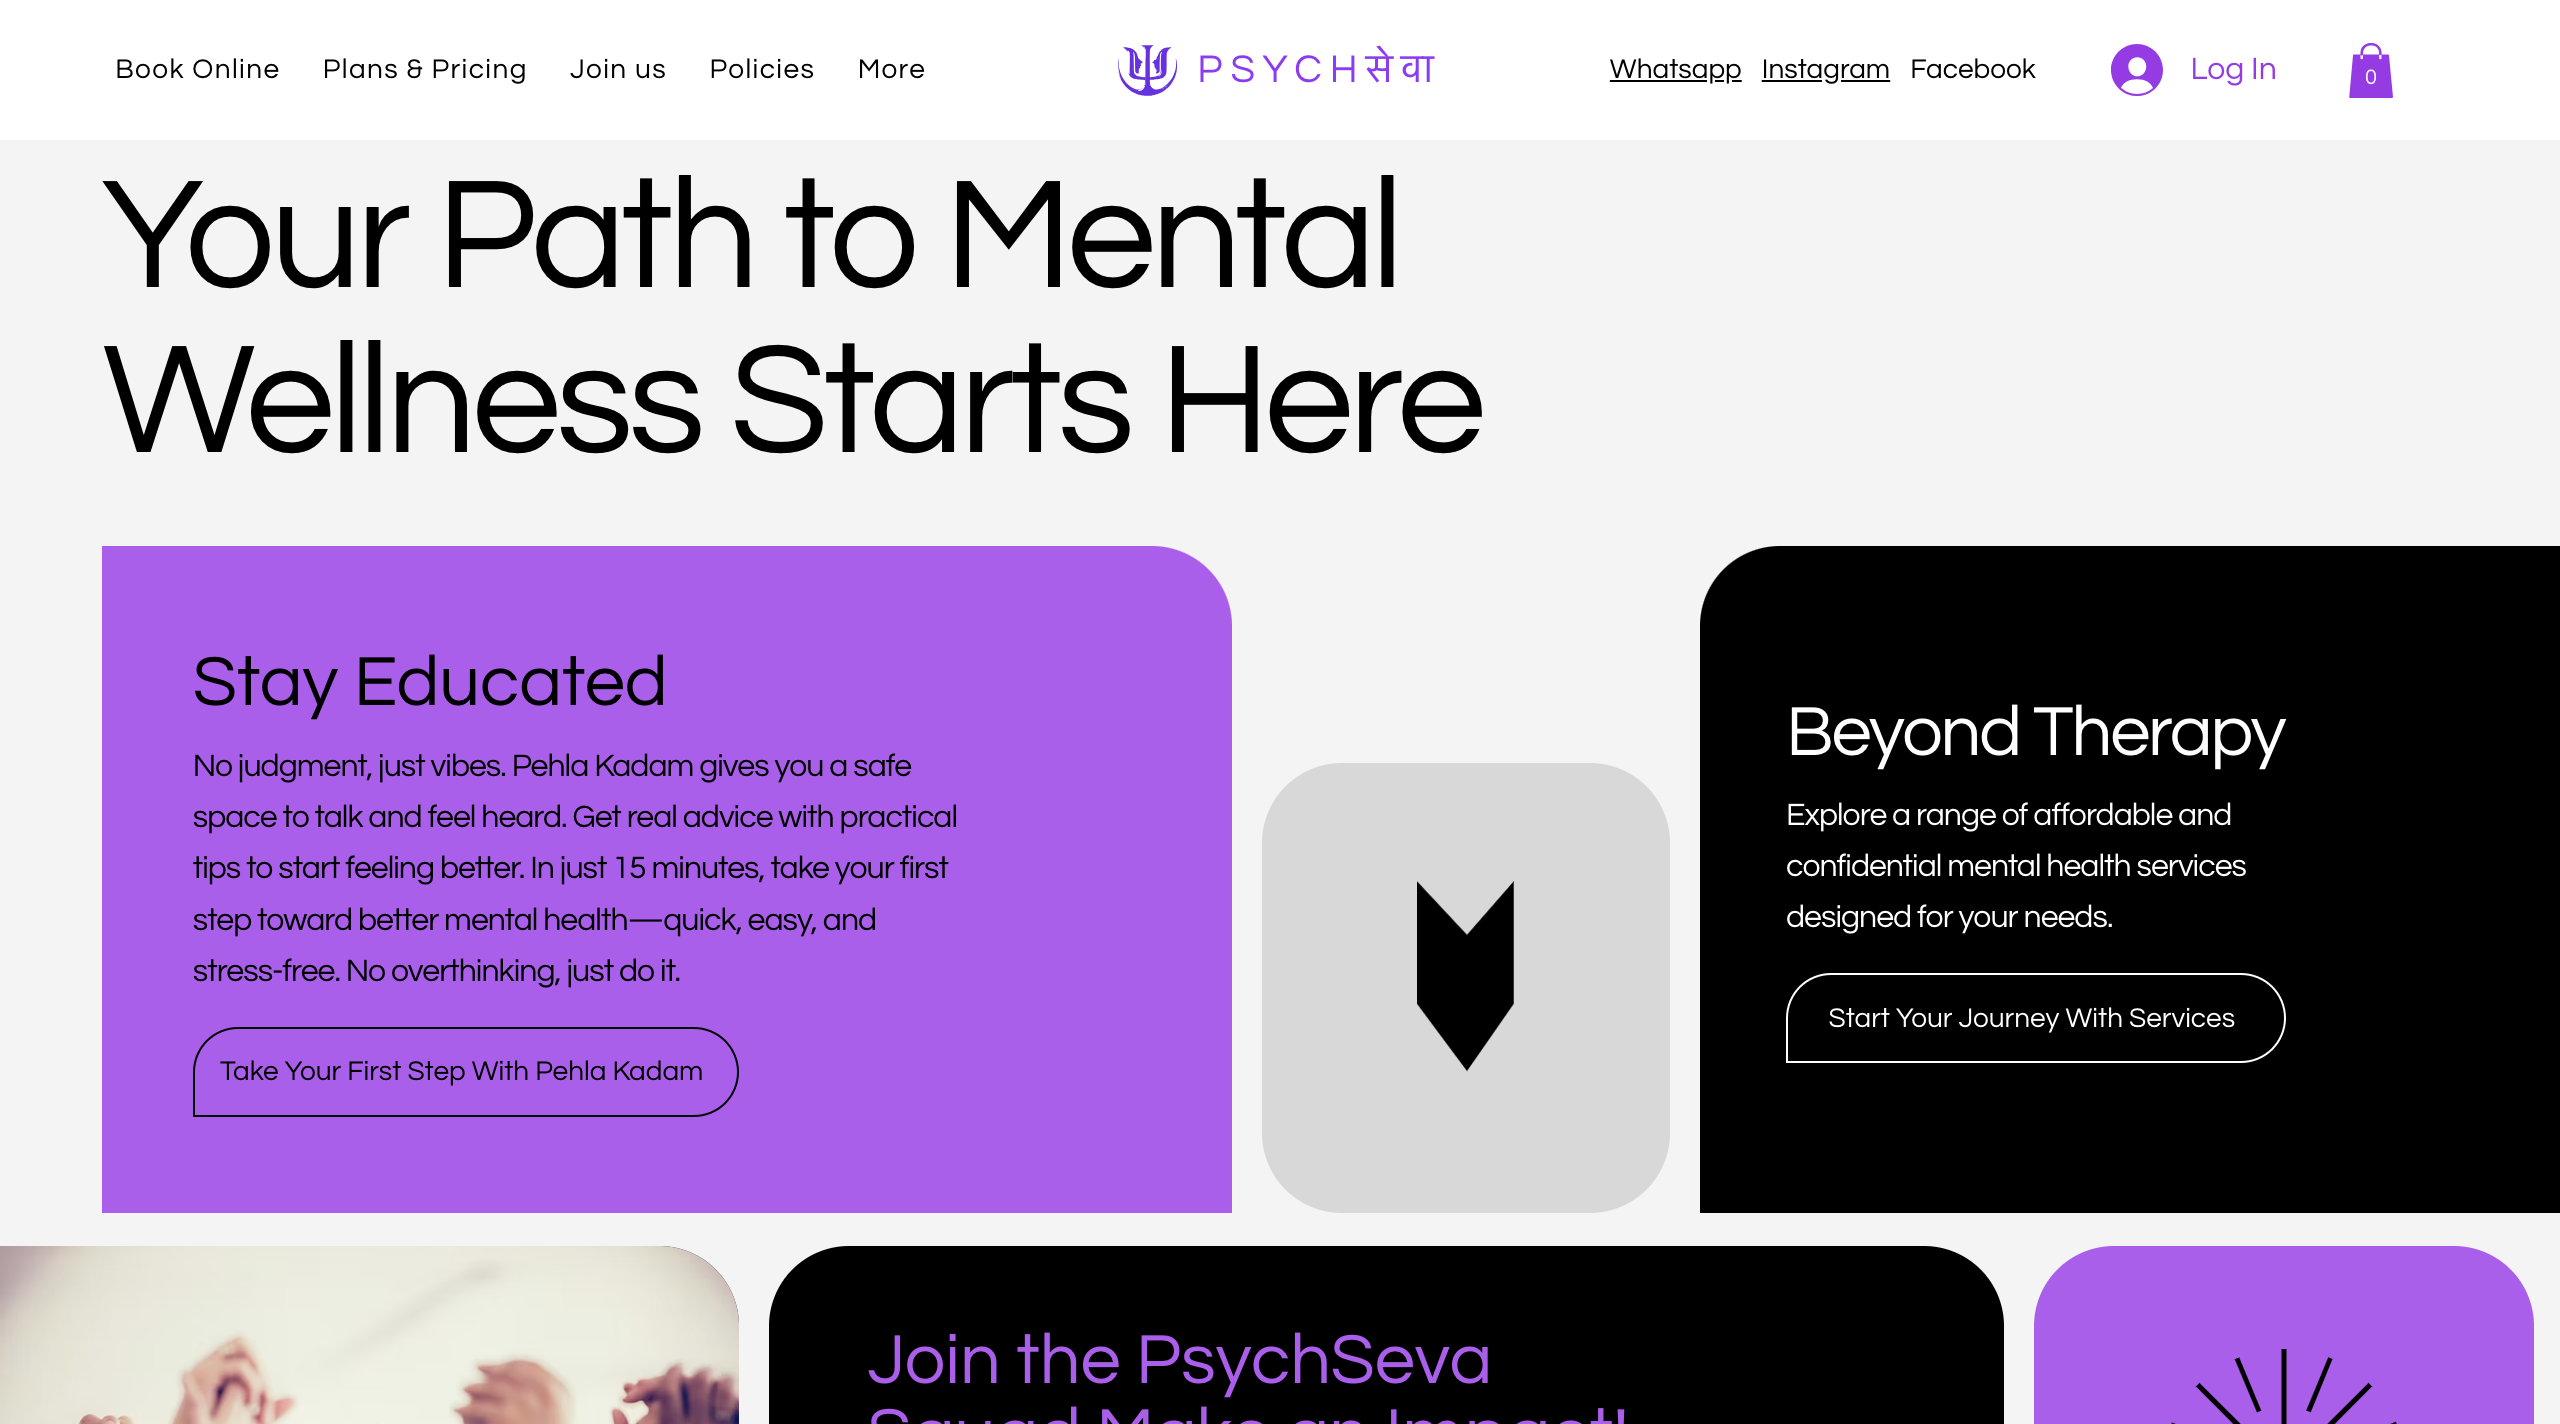 Book Online Plans & Pricing Join us Policies More
PSYCHसेवा
Whatsapp Instagram Facebook
Log In
0
Your Path to Mental
Wellness Starts Here
Stay Educated
No judgment, just vibes. Pehla Kadam gives you a safe
space to talk and feel heard. Get real advice with practical
tips to start feeling better. In just 15 minutes, take your first
step toward better mental health—quick, easy, and
stress-free. No overthinking, just do it.
Take Your First Step With Pehla Kadam
Beyond Therapy
Explore a range of affordable and
confidential mental health services
designed for your needs.
Start Your Journey With Services
Join the PsychSeva
Squad Make an Impact!